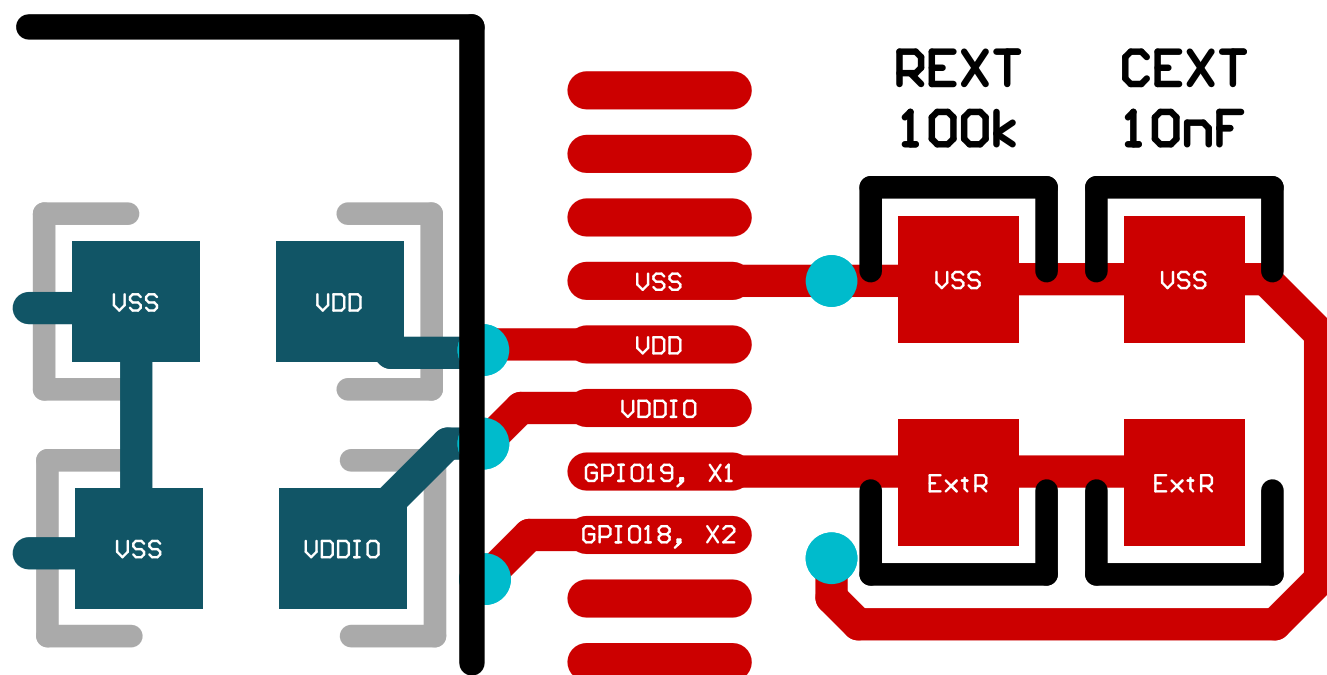 REXT
100k
CEXT
10nF
VSS
VDD
VSS
VSS
VSS
VDD
VDDIO
GPIO19, X1
ExtR
ExtR
VSS
VDDIO
GPIO18, X2